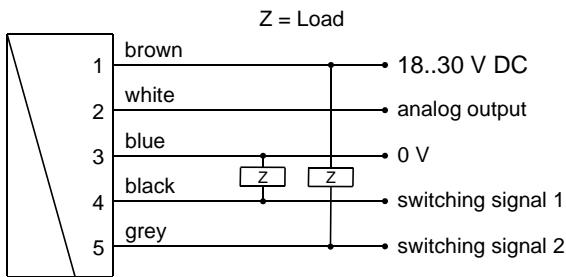 Z = Load
1 brown 18..30 V DC
2 white analog output
3 blue 0 V
Z Z
4 black switching signal 1
5 grey switching signal 2